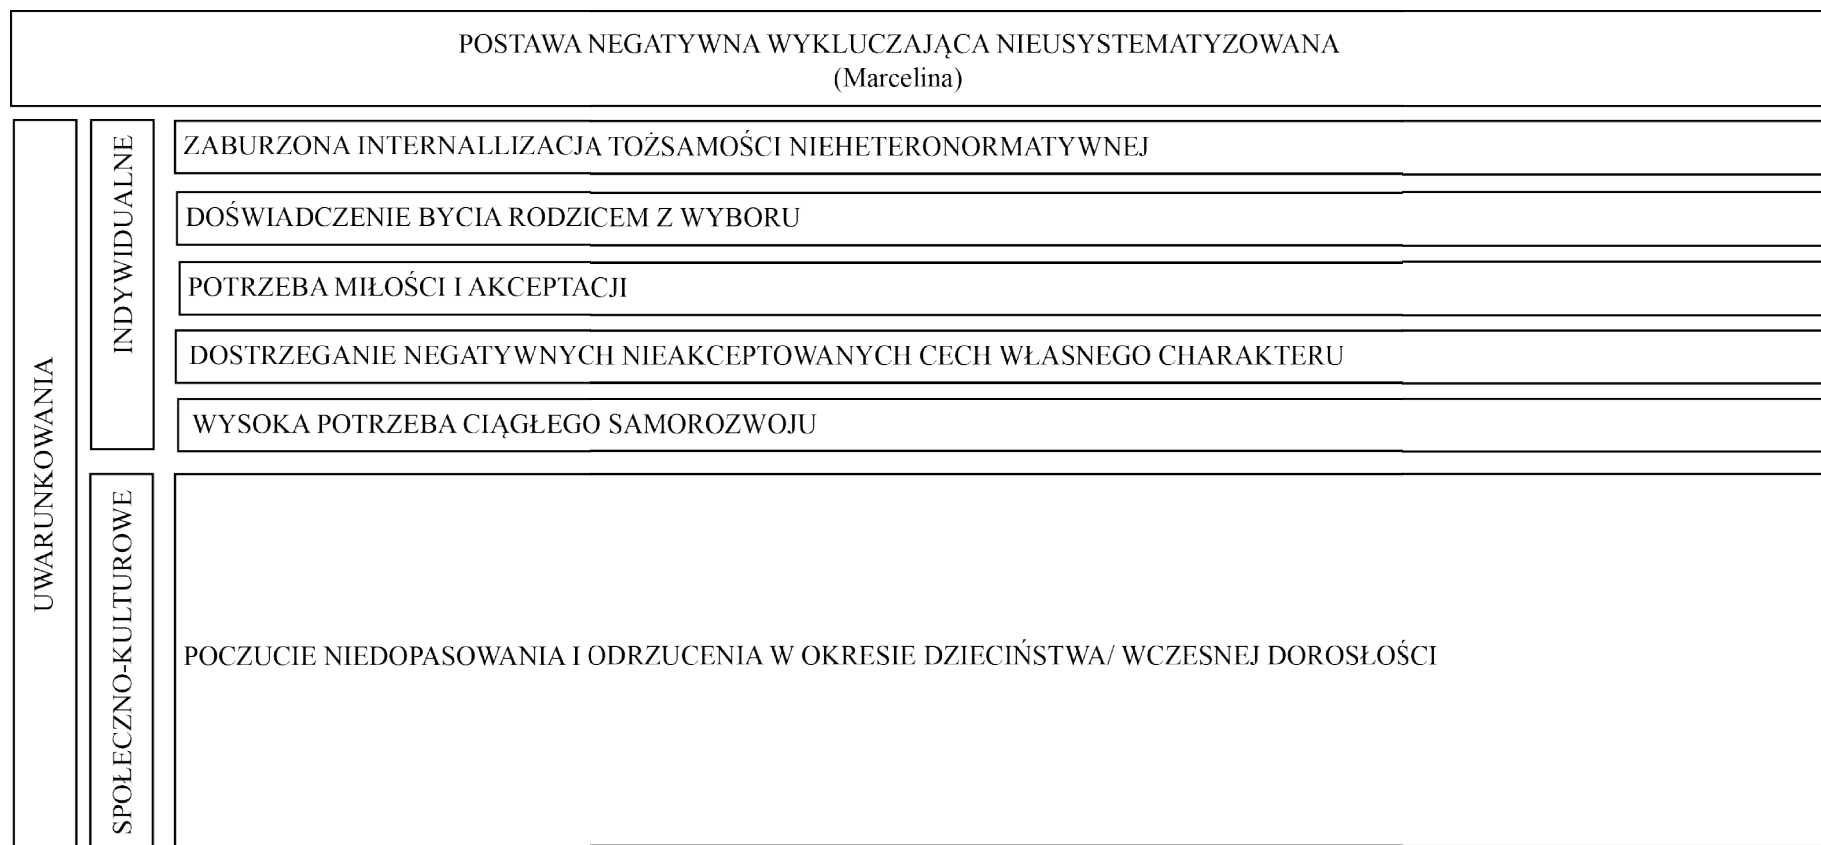 POSTAWA NEGATYWNA WYKLUCZAJĄCA NIEUSYSTEMATYZOWANA
(Marcelina)
UWARUNKOWANIA
INDYWIDUALNE
ZABURZONA INTERNALLIZACJA TOŻSAMOŚCI NIEHETERONORMATYWNEJ
DOŚWIADCZENIE BYCIA RODZICEM Z WYBORU
POTRZEBA MIŁOŚCI I AKCEPTACJI
DOSTRZEGANIE NEGATYWNYCH NIEAKCEPTOWANYCH CECH WŁASNEGO CHARAKTERU
WYSOKA POTRZEBA CIĄGŁEGO SAMOROZWOJU
SPOŁECZNO-KULTUROWE
POCZUCIE NIEDOPASOWANIA I ODRZUCENIA W OKRESIE DZIECIŃSTWA/ WCZESNEJ DOROSŁOŚCI